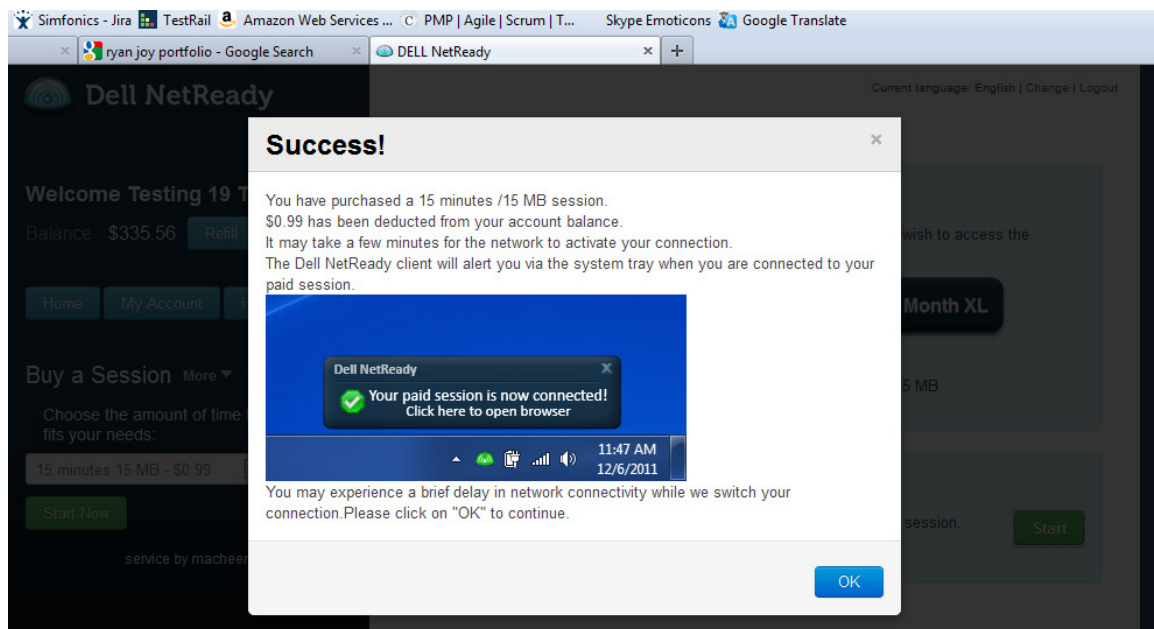 Simfonics - Jira TestRail Amazon Web Services ... PMP | Agile | Scrum | T... Skype Emoticons Google Translate
ryan joy portfolio - Google Search DELL NetReady
Dell NetReady
Current language: English | Change | Logout
Success!
Welcome Testing 19 T
Balance : $335.56 Refill
You have purchased a 15 minutes /15 MB session.
$0.99 has been deducted from your account balance.
It may take a few minutes for the network to activate your connection.
The Dell NetReady client will alert you via the system tray when you are connected to your
paid session.
wish to access the
Home My Account H
Month XL
Dell NetReady
Your paid session is now connected!
Click here to open browser
11:47 AM
12/6/2011
Buy a Session More
Choose the amount of time
fits your needs:
15 minutes 15 MB - $0.99
Start Now
service by macheen
5 MB
You may experience a brief delay in network connectivity while we switch your
connection.Please click on "OK" to continue.
session.
Start
OK